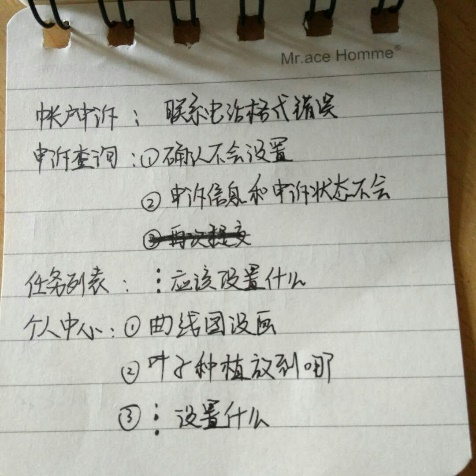 Mr.ace Homme®
帐户申诉：联系电话格式错误
申诉查询：①确认不会设置
②申诉信息和申诉状态不会
③再次提交
任务列表：⋮应该设置什么
个人中心：①曲线图没画
②叶子种植放到哪
③⋮设置什么